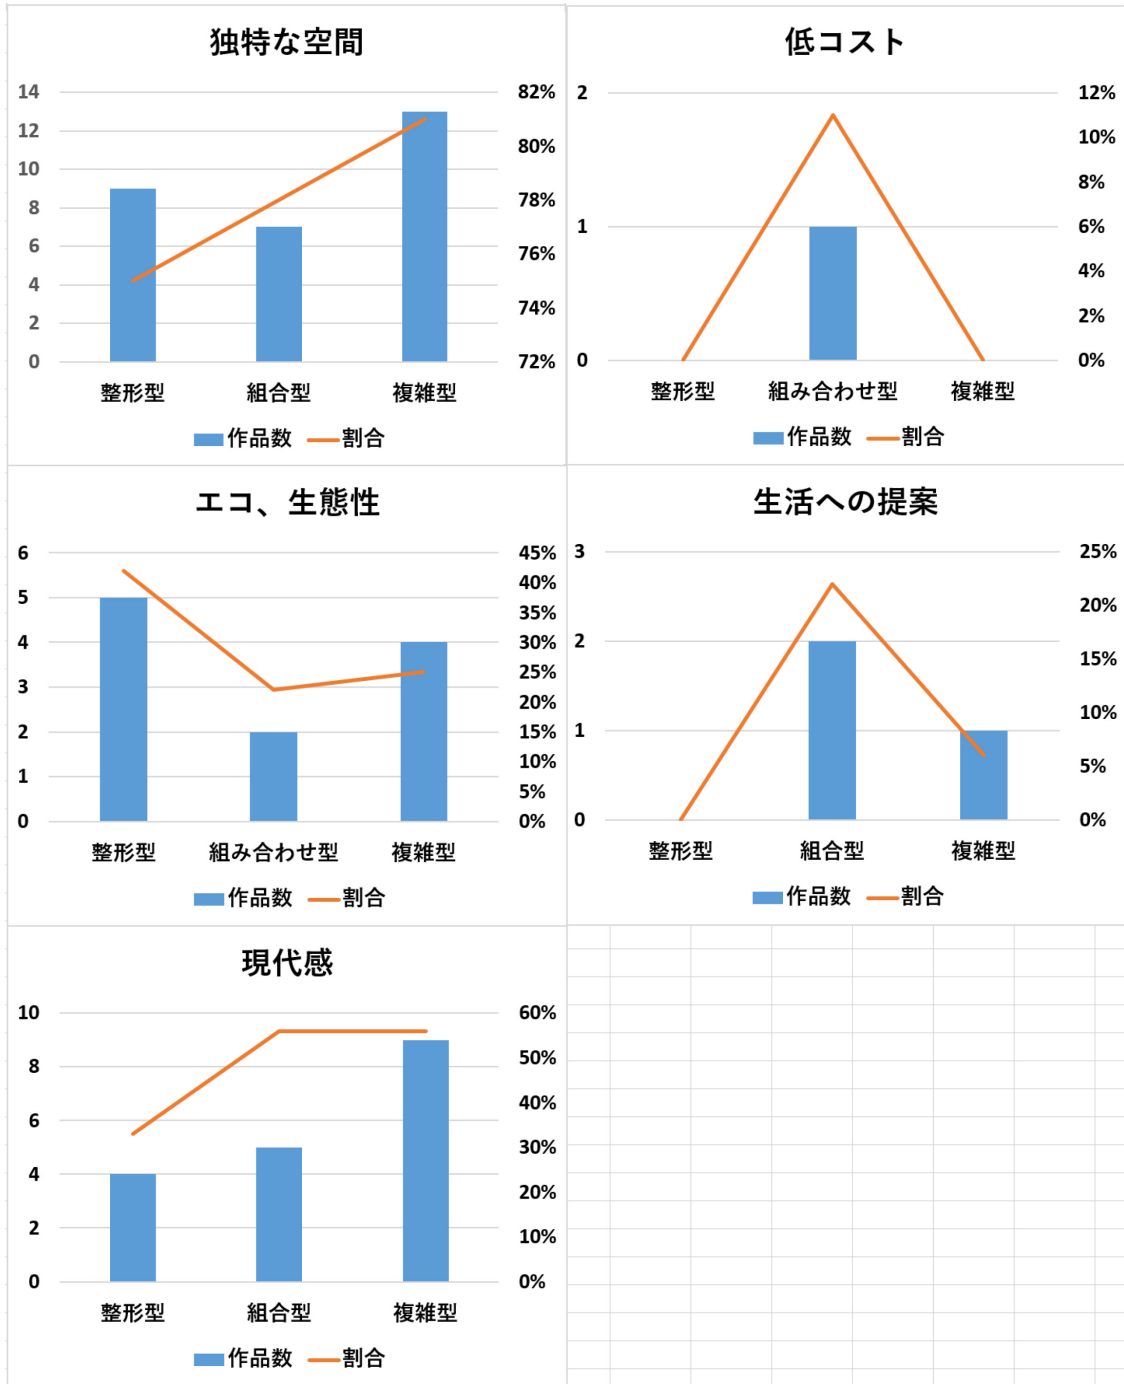 独特な空間
14 82%
12 80%
10 78%
8 76%
6 74%
4 72%
2
0
整形型 組合型 複雑型
作品数 割合
低コスト
2 12%
10%
8%
1 6%
4%
2%
0 0%
整形型 組み合わせ型 複雑型
作品数 割合
エコ、生態性
6 45%
5 40%
4 35%
3 30%
2 25%
1 20%
0 15%
10%
5%
0%
整形型 組み合わせ型 複雑型
作品数 割合
生活への提案
3 25%
20%
2 15%
1 10%
5%
0 0%
整形型 組合型 複雑型
作品数 割合
現代感
10 60%
8 50%
6 40%
4 30%
2 20%
0 10%
0%
整形型 組合型 複雑型
作品数 割合